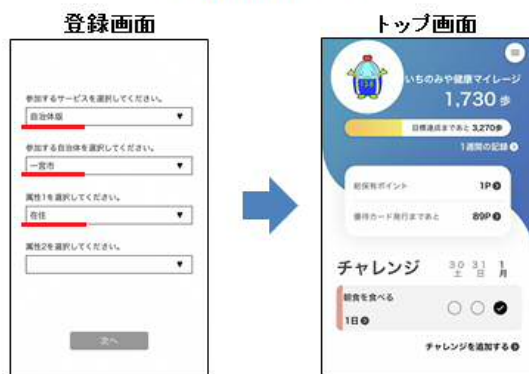 登録画面
参加するサービスを選択してください。
自治体版 ▼
参加する自治体を選択してください。
一宮市 ▼
属性1を選択してください。
在住 ▼
属性2を選択してください。
▼
次へ
トップ画面
いちのみや健康マイレージ
1,730 歩
目標達成まであと 3,270歩
1週間の記録
総保有ポイント 1P
優待カード発行まであと 89P
チャレンジ
30 31 1
土 日 月
朝食を食べる
1日
チャレンジを追加する